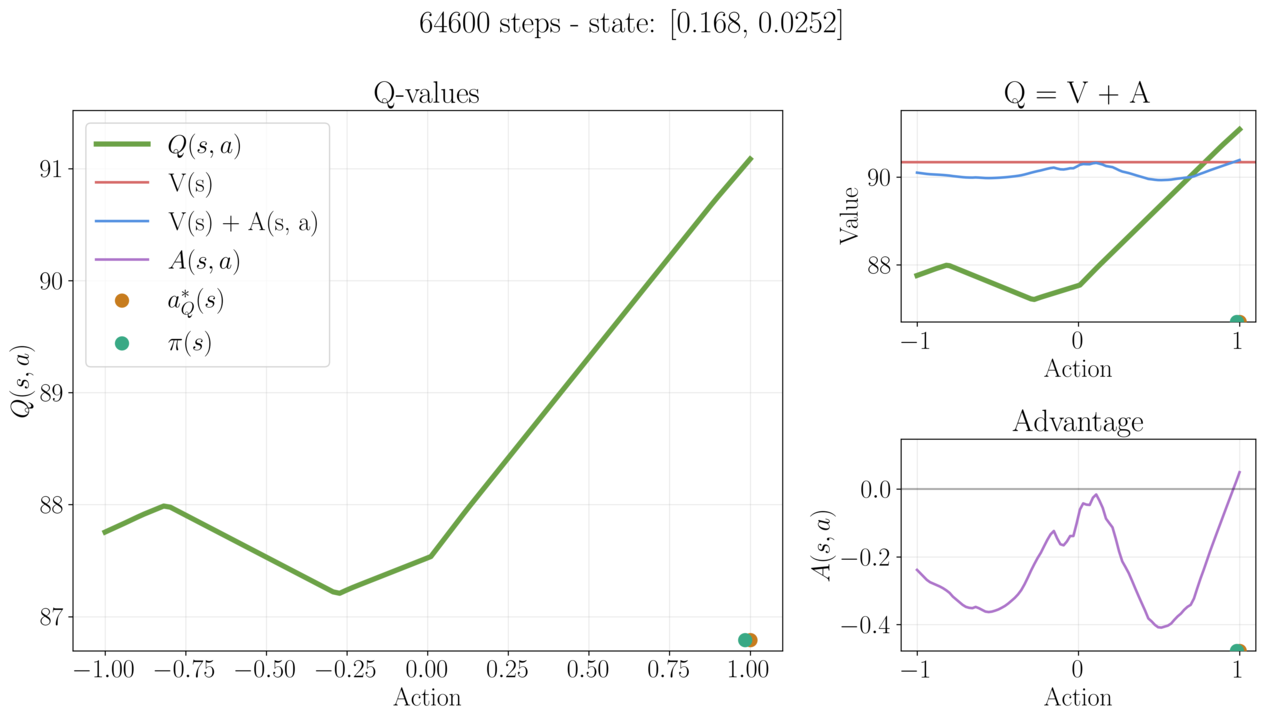 64600 steps - state: [0.168, 0.0252]
Q-values
Q(s, a)
91
90
89
88
87
Q(s, a)
V(s)
V(s) + A(s, a)
A(s, a)
a*_Q(s)
π(s)
−1.00 −0.75 −0.50 −0.25 0.00 0.25 0.50 0.75 1.00
Action
Q = V + A
Value
90
88
−1 0 1
Action
Advantage
A(s, a)
0.0
−0.2
−0.4
−1 0 1
Action